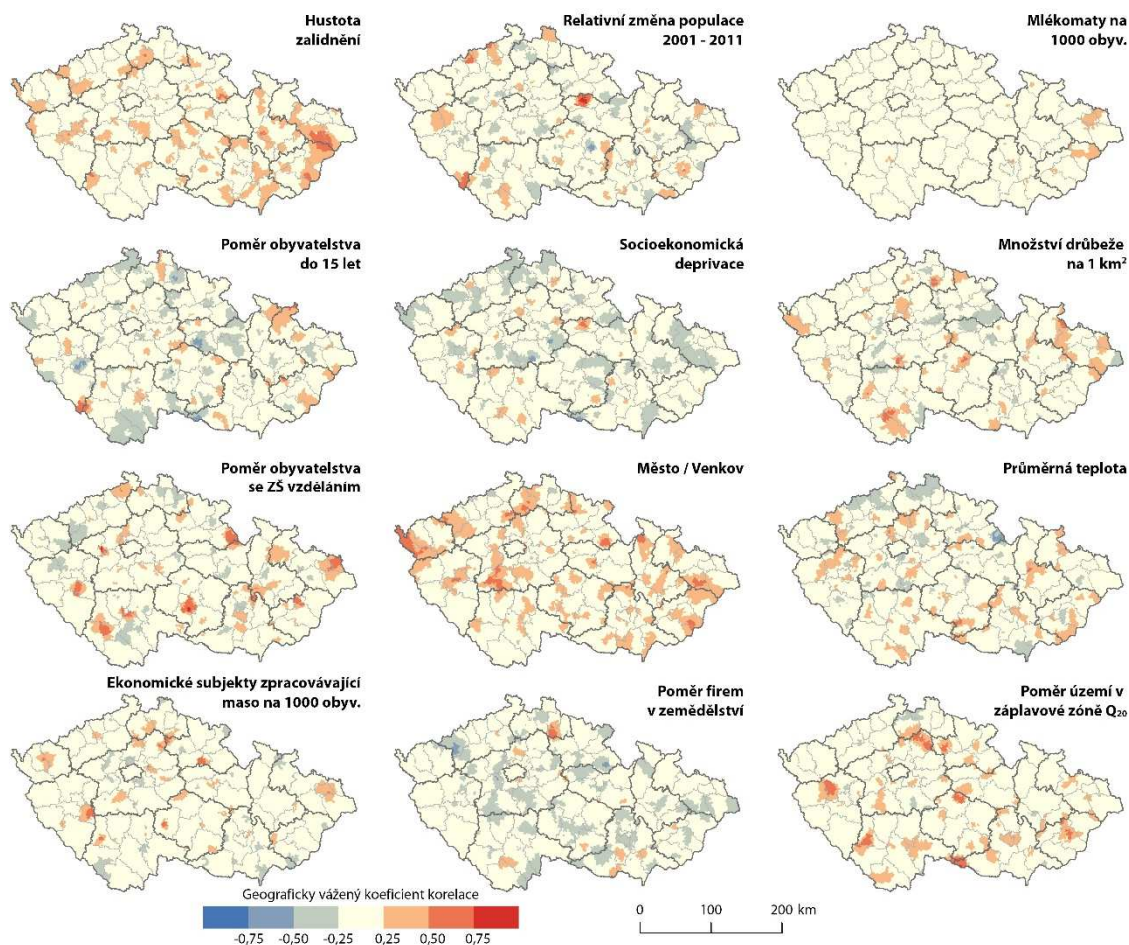 Hustota
zalidnění
Relativní změna populace
2001 - 2011
Mlékomaty na
1000 obyv.
Poměr obyvatelstva
do 15 let
Socioekonomická
deprivace
Množství drůbeže
na 1 km²
Poměr obyvatelstva
se ZŠ vzděláním
Město / Venkov
Průměrná teplota
Ekonomické subjekty zpracovávající
maso na 1000 obyv.
Poměr firem
v zemědělství
Poměr území v
záplavové zóně Q₂₀
Geograficky vážený koeficient korelace
-0,75 -0,50 -0,25 0,25 0,50 0,75
0 100 200 km